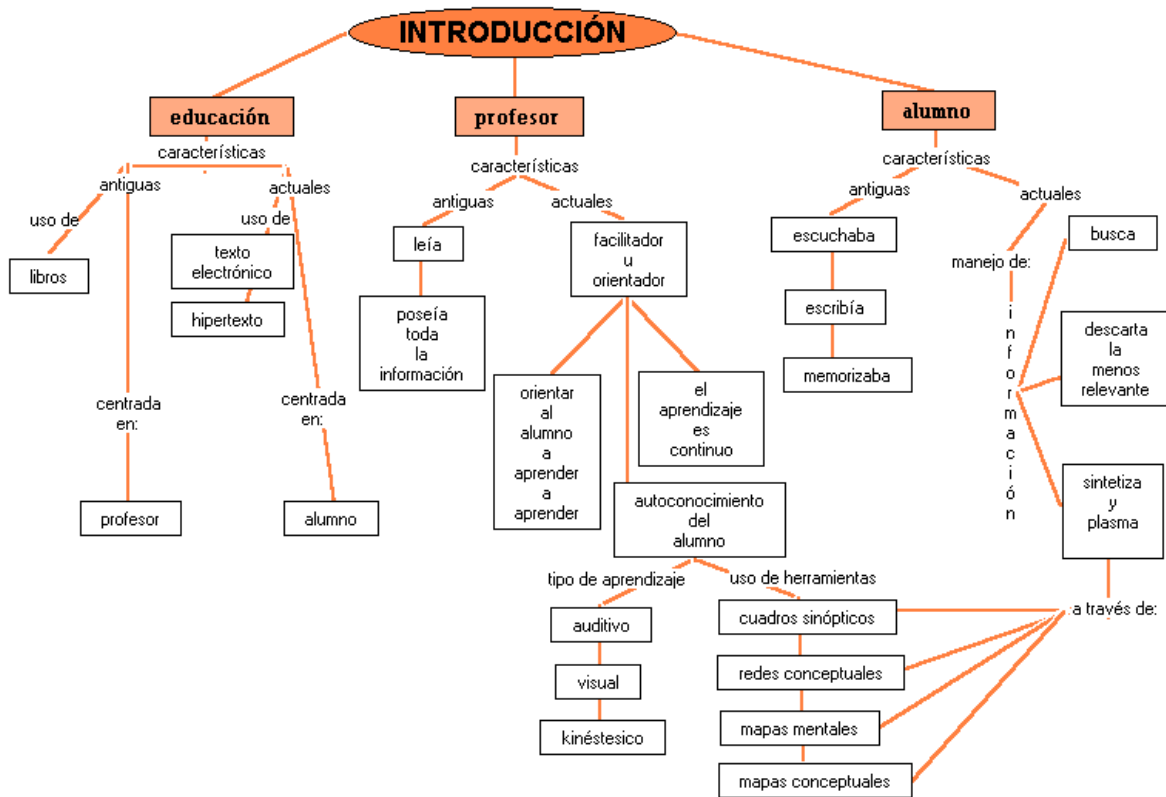 INTRODUCCIÓN
educación
características
antiguas
uso de
libros
centrada
en:
profesor
actuales
uso de
texto
electrónico
hipertexto
centrada
en:
alumno
profesor
características
antiguas
leía
poseía
toda
la
información
actuales
facilitador
u
orientador
orientar
al
alumno
a
aprender
a
aprender
el
aprendizaje
es
continuo
autoconocimiento
del
alumno
tipo de aprendizaje
auditivo
visual
kinéstesico
uso de herramientas
cuadros sinópticos
redes conceptuales
mapas mentales
mapas conceptuales
alumno
características
antiguas
escuchaba
escribía
memorizaba
actuales
manejo de:
información
busca
descarta
la
menos
relevante
sintetiza
y
plasma
a través de: